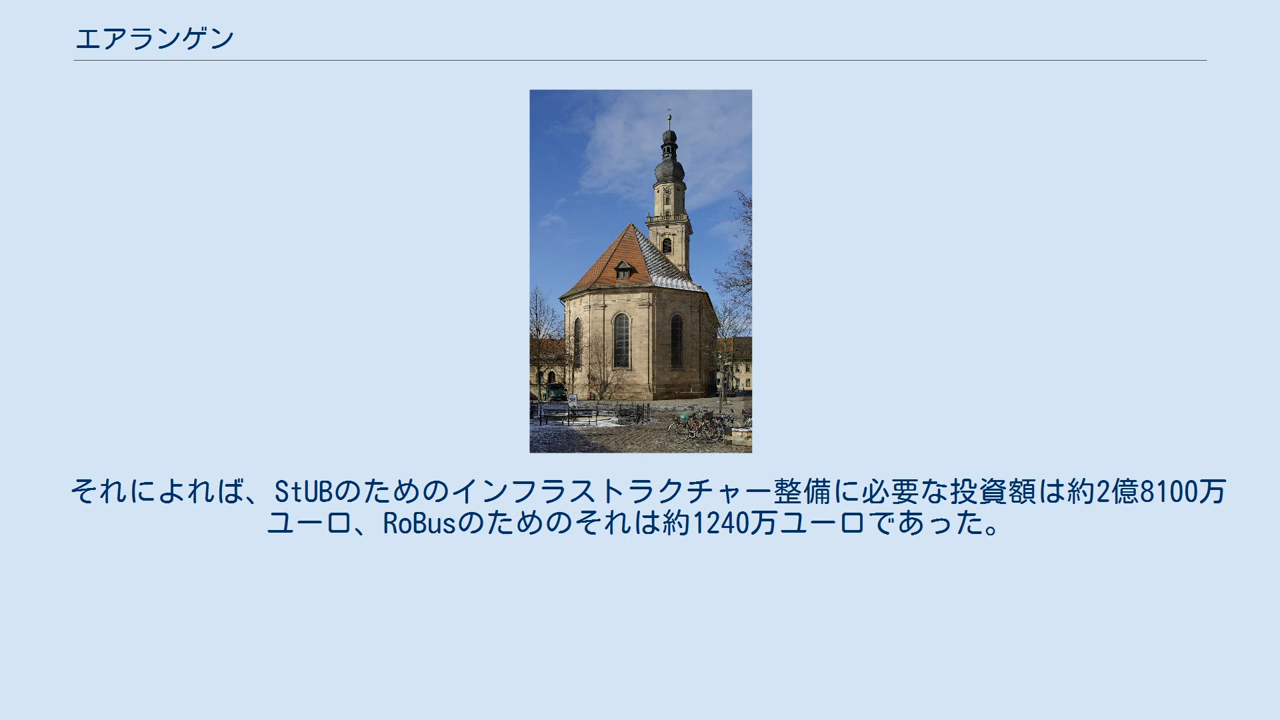 エアランゲン
それによれば、StUBのためのインフラストラクチャー整備に必要な投資額は約2億8100万
ユーロ、RoBusのためのそれは約1240万ユーロであった。